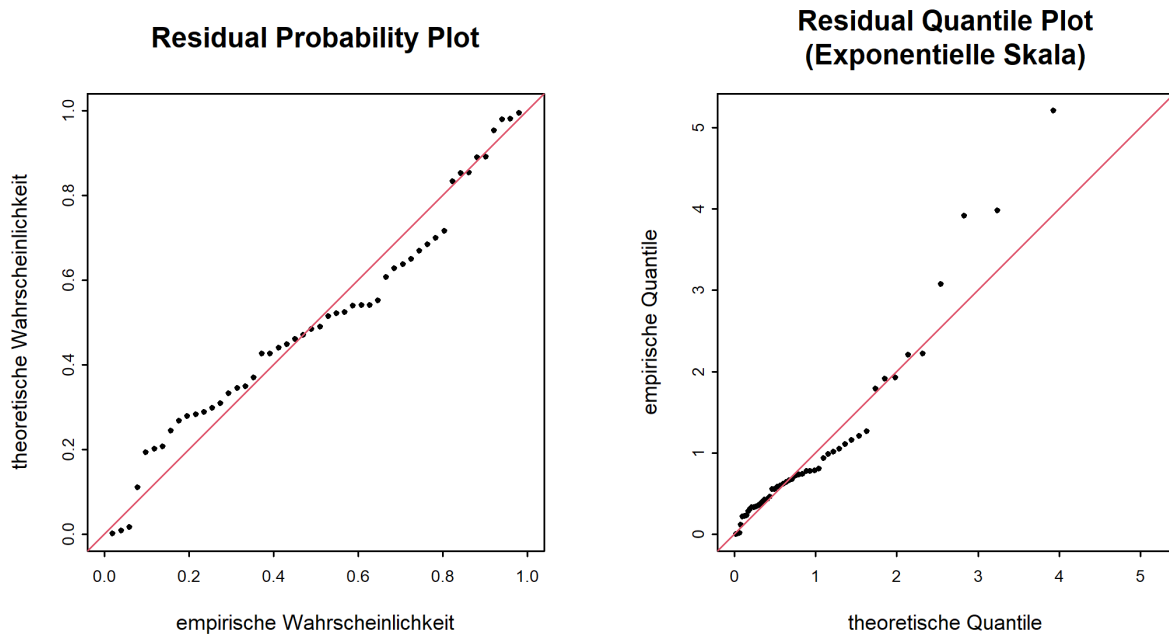 Residual Probability Plot
theoretische Wahrscheinlichkeit
1.0
0.8
0.6
0.4
0.2
0.0
0.0 0.2 0.4 0.6 0.8 1.0
empirische Wahrscheinlichkeit
Residual Quantile Plot
(Exponentielle Skala)
empirische Quantile
5
4
3
2
1
0
0 1 2 3 4 5
theoretische Quantile